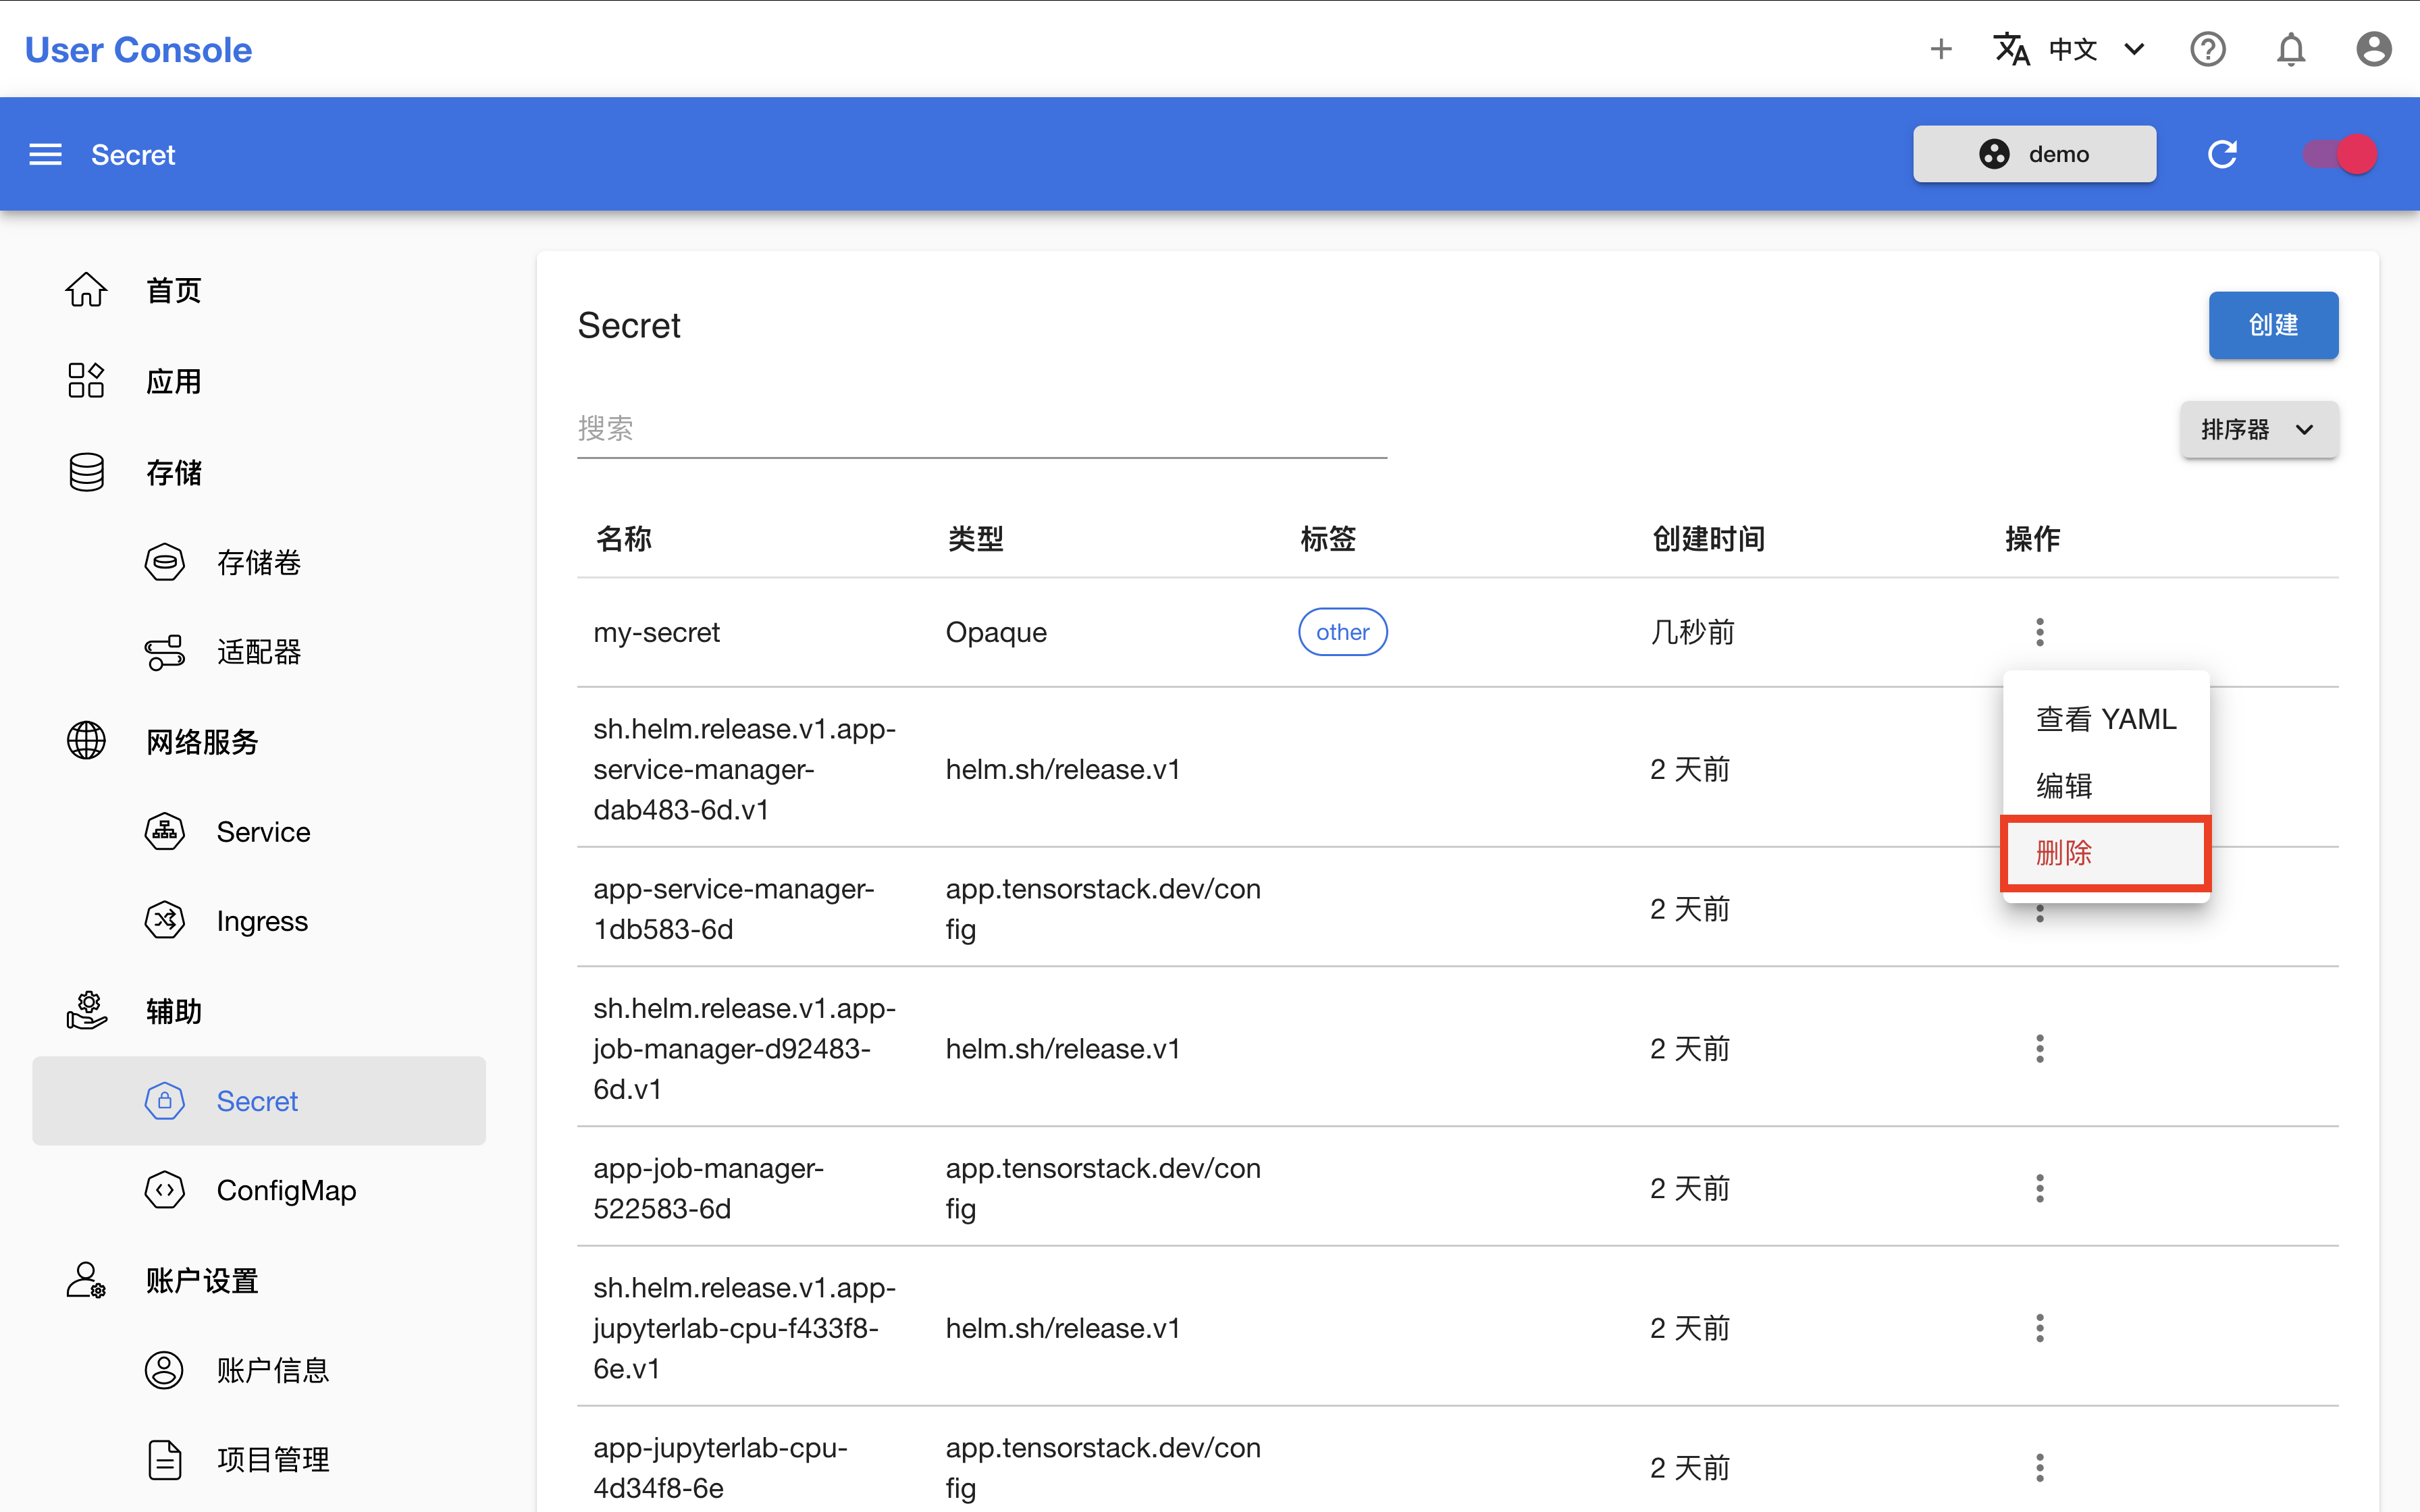 User Console
中文
Secret
demo
首页
应用
存储
存储卷
适配器
网络服务
Service
Ingress
辅助
Secret
ConfigMap
账户设置
账户信息
项目管理
Secret
创建
搜索
排序器
名称 类型 标签 创建时间 操作
my-secret Opaque other 几秒前
sh.helm.release.v1.app-
service-manager-
dab483-6d.v1
helm.sh/release.v1
2 天前
app-service-manager-
1db583-6d
app.tensorstack.dev/con
fig
2 天前
sh.helm.release.v1.app-
job-manager-d92483-
6d.v1
helm.sh/release.v1
2 天前
app-job-manager-
522583-6d
app.tensorstack.dev/con
fig
2 天前
sh.helm.release.v1.app-
jupyterlab-cpu-f433f8-
6e.v1
helm.sh/release.v1
2 天前
app-jupyterlab-cpu-
4d34f8-6e
app.tensorstack.dev/con
fig
2 天前
查看 YAML
编辑
删除